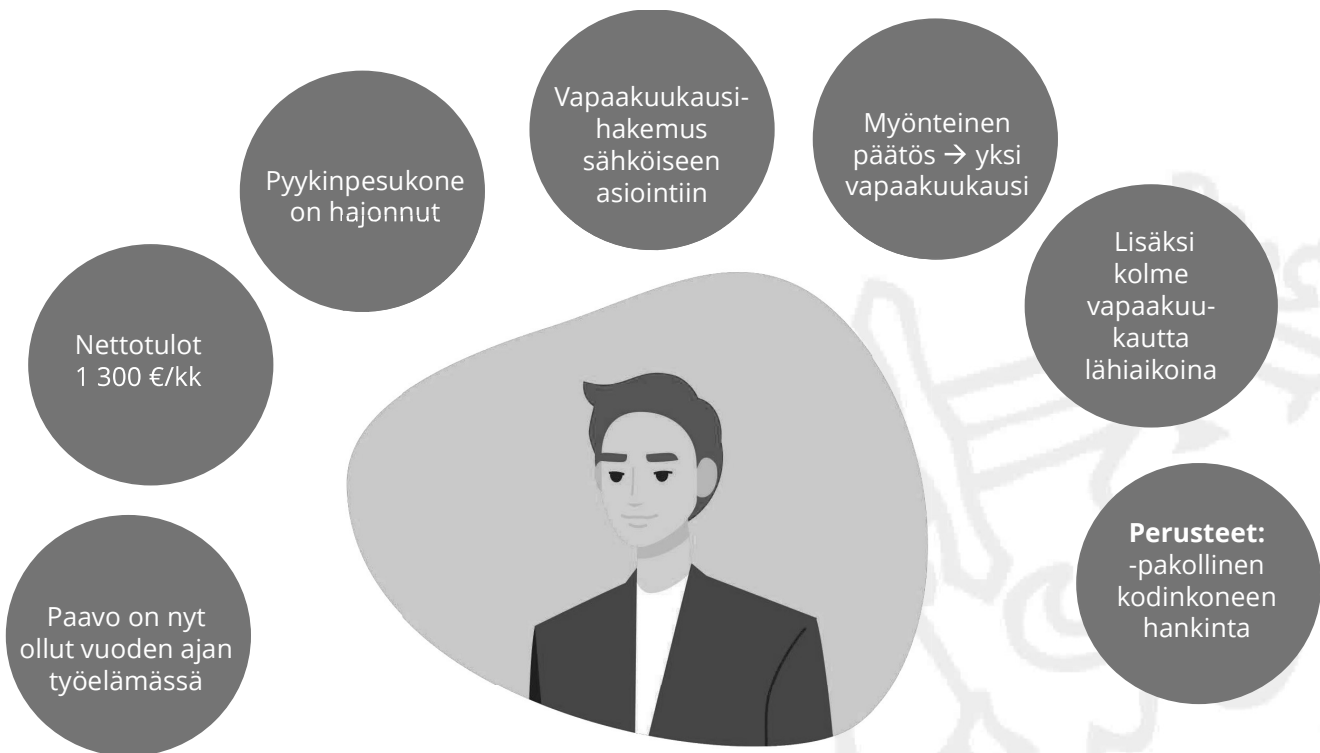 Paavo on nyt
ollut vuoden ajan
työelämässä
Nettotulot
1 300 €/kk
Pyykinpesukone
on hajonnut
Vapaakuukausi-
hakemus
sähköiseen
asiointiin
Myönteinen
päätös → yksi
vapaakuukausi
Lisäksi
kolme
vapaakuu-
kautta
lähiaikoina
Perusteet:
-pakollinen
kodinkoneen
hankinta